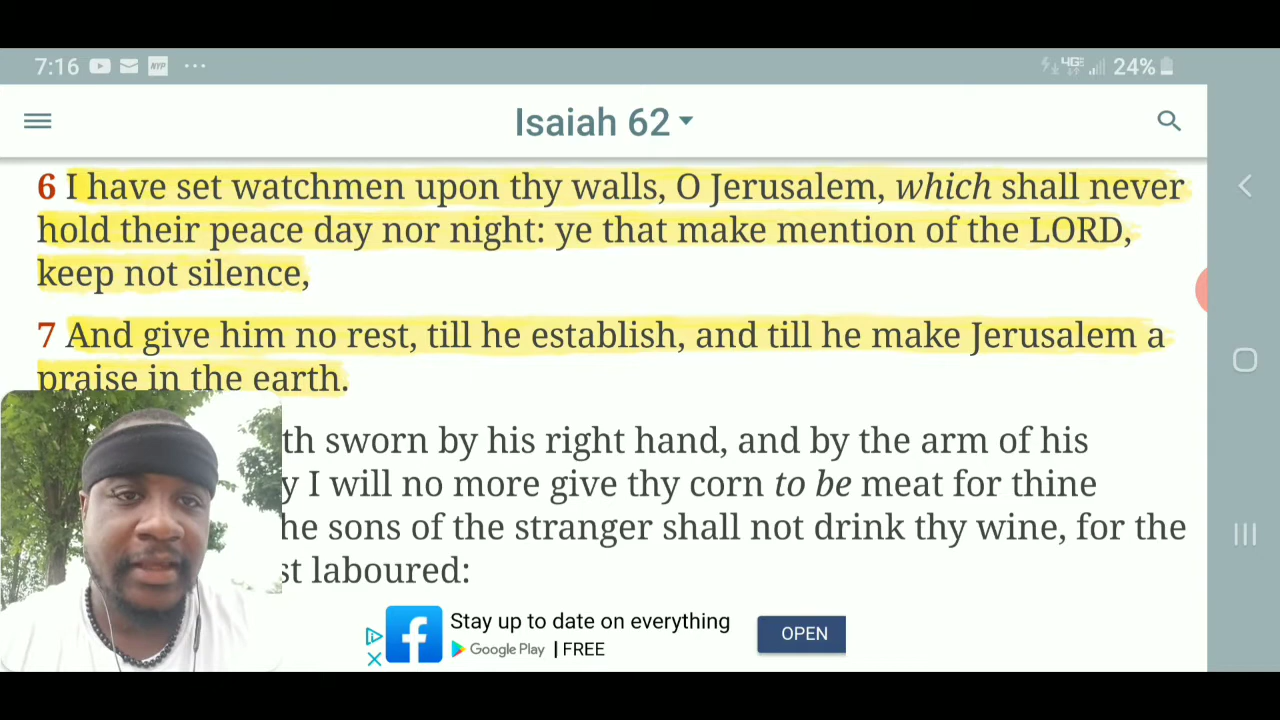 7:16 NYP ... 4GE 24%
Isaiah 62
6 I have set watchmen upon thy walls, O Jerusalem, which shall never
hold their peace day nor night: ye that make mention of the LORD,
keep not silence,
7 And give him no rest, till he establish, and till he make Jerusalem a
praise in the earth.
th sworn by his right hand, and by the arm of his
y I will no more give thy corn to be meat for thine
he sons of the stranger shall not drink thy wine, for the
st laboured:
Stay up to date on everything
Google Play | FREE
OPEN